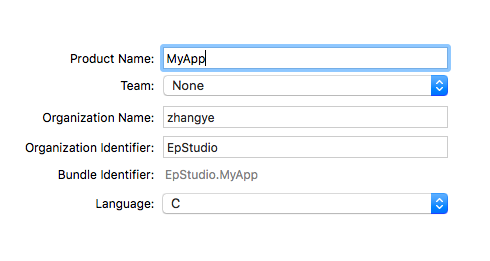 Product Name: MyApp
Team: None
Organization Name: zhangye
Organization Identifier: EpStudio
Bundle Identifier: EpStudio.MyApp
Language: C